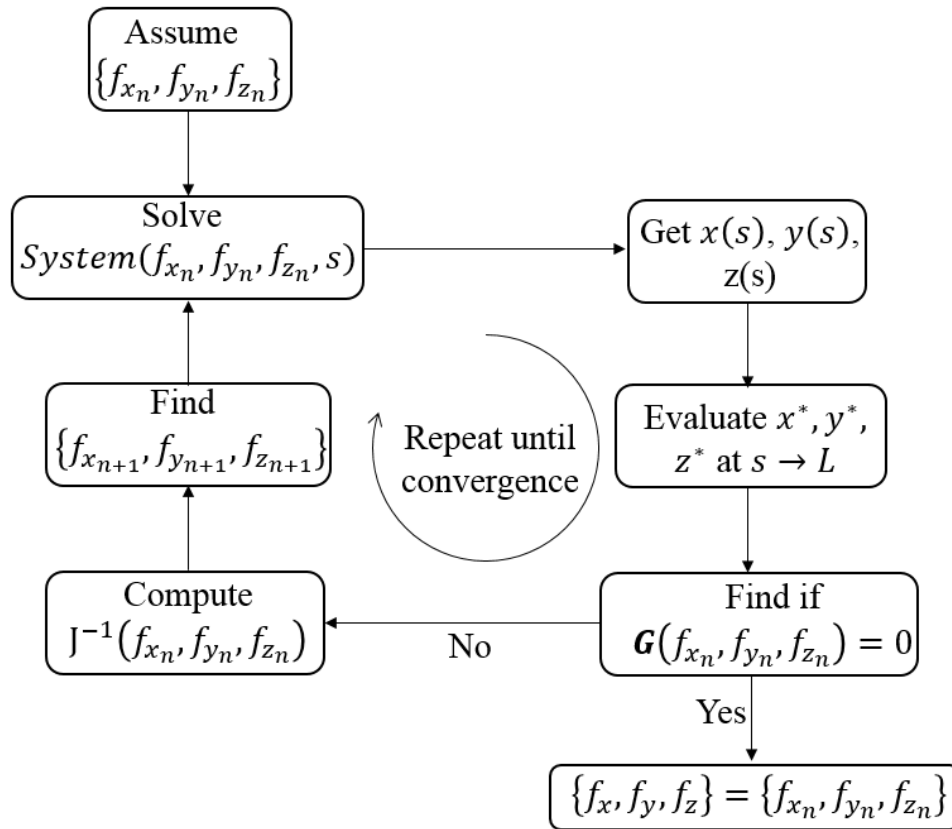 Assume
{f_{x_n}, f_{y_n}, f_{z_n}}
Solve
System(f_{x_n}, f_{y_n}, f_{z_n}, s)
Get x(s), y(s),
z(s)
Find
{f_{x_{n+1}}, f_{y_{n+1}}, f_{z_{n+1}}}
Repeat until
convergence
Evaluate x*, y*,
z* at s → L
Compute
J⁻¹(f_{x_n}, f_{y_n}, f_{z_n})
No
Find if
G(f_{x_n}, f_{y_n}, f_{z_n}) = 0
Yes
{f_x, f_y, f_z} = {f_{x_n}, f_{y_n}, f_{z_n}}